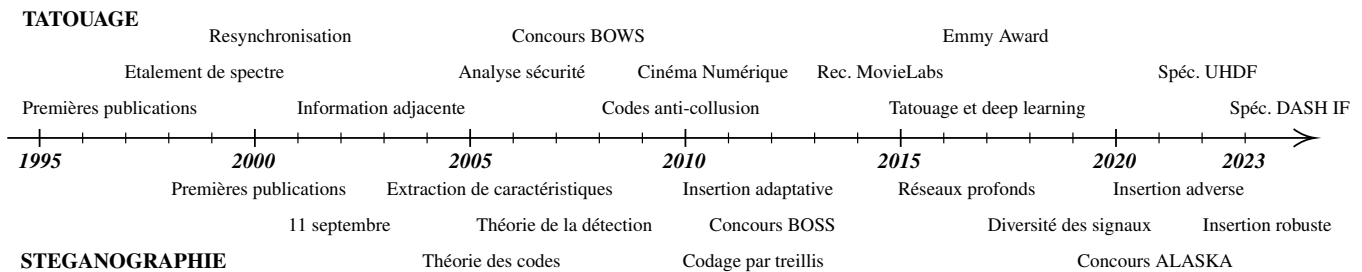 TATOUAGE
Resynchronisation Concours BOWS Emmy Award
Etalement de spectre Analyse sécurité Cinéma Numérique Rec. MovieLabs Spéc. UHDF
Premières publications Information adjacente Codes anti-collusion Tatouage et deep learning Spéc. DASH IF
1995 2000 2005 2010 2015 2020 2023
Premières publications Extraction de caractéristiques Insertion adaptative Réseaux profonds Insertion adverse
11 septembre Théorie de la détection Concours BOSS Diversité des signaux Insertion robuste
STEGANOGRAPHIE Théorie des codes Codage par treillis Concours ALASKA